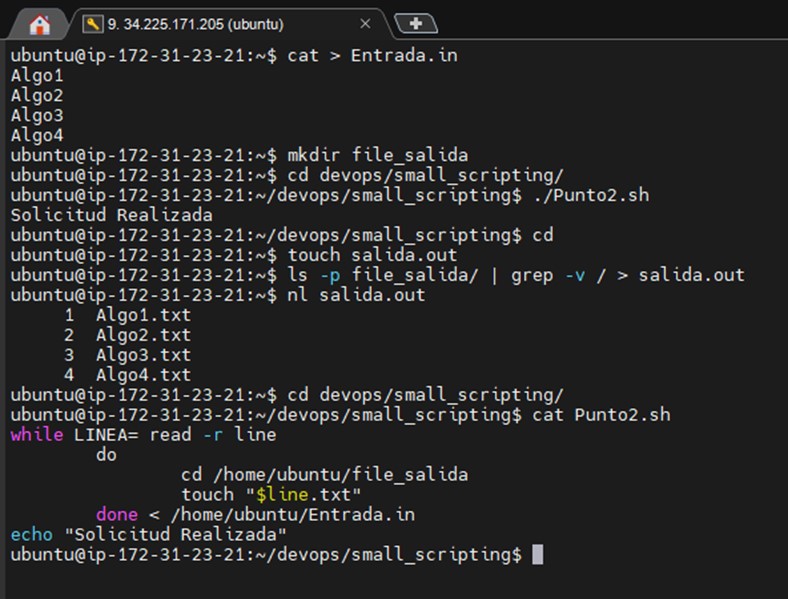 9. 34.225.171.205 (ubuntu)
ubuntu@ip-172-31-23-21:~$ cat > Entrada.in
Algo1
Algo2
Algo3
Algo4
ubuntu@ip-172-31-23-21:~$ mkdir file_salida
ubuntu@ip-172-31-23-21:~$ cd devops/small_scripting/
ubuntu@ip-172-31-23-21:~/devops/small_scripting$ ./Punto2.sh
Solicitud Realizada
ubuntu@ip-172-31-23-21:~/devops/small_scripting$ cd
ubuntu@ip-172-31-23-21:~$ touch salida.out
ubuntu@ip-172-31-23-21:~$ ls -p file_salida/ | grep -v / > salida.out
ubuntu@ip-172-31-23-21:~$ nl salida.out
     1  Algo1.txt
     2  Algo2.txt
     3  Algo3.txt
     4  Algo4.txt
ubuntu@ip-172-31-23-21:~$ cd devops/small_scripting/
ubuntu@ip-172-31-23-21:~/devops/small_scripting$ cat Punto2.sh
while LINEA= read -r line
        do
                cd /home/ubuntu/file_salida
                touch "$line.txt"
        done < /home/ubuntu/Entrada.in
echo "Solicitud Realizada"
ubuntu@ip-172-31-23-21:~/devops/small_scripting$